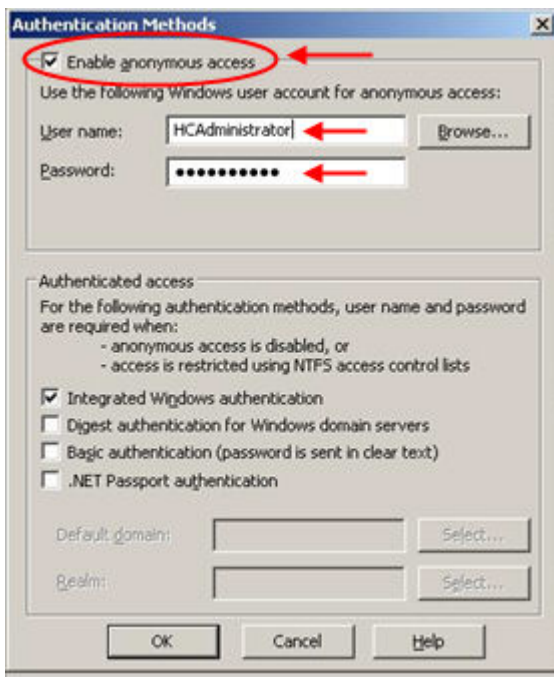 Authentication Methods
Enable anonymous access
Use the following Windows user account for anonymous access:
User name:
HCAdministrator
Browse...
Password:
••••••••••
Authenticated access
For the following authentication methods, user name and password
are required when:
- anonymous access is disabled, or
- access is restricted using NTFS access control lists
Integrated Windows authentication
Digest authentication for Windows domain servers
Basic authentication (password is sent in clear text)
.NET Passport authentication
Default domain:
Select...
Realm:
Select...
OK
Cancel
Help